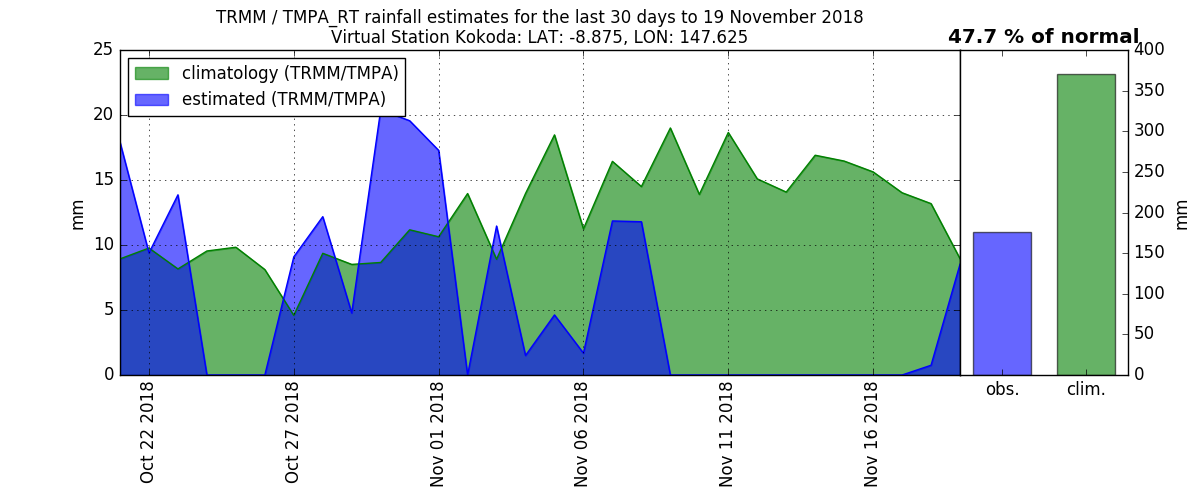 TRMM / TMPA_RT rainfall estimates for the last 30 days to 19 November 2018
Virtual Station Kokoda: LAT: -8.875, LON: 147.625
47.7 % of normal
climatology (TRMM/TMPA)
estimated (TRMM/TMPA)
25
20
15
10
5
0
mm
400
350
300
250
200
150
100
50
0
mm
Oct 22 2018
Oct 27 2018
Nov 01 2018
Nov 06 2018
Nov 11 2018
Nov 16 2018
obs.
clim.